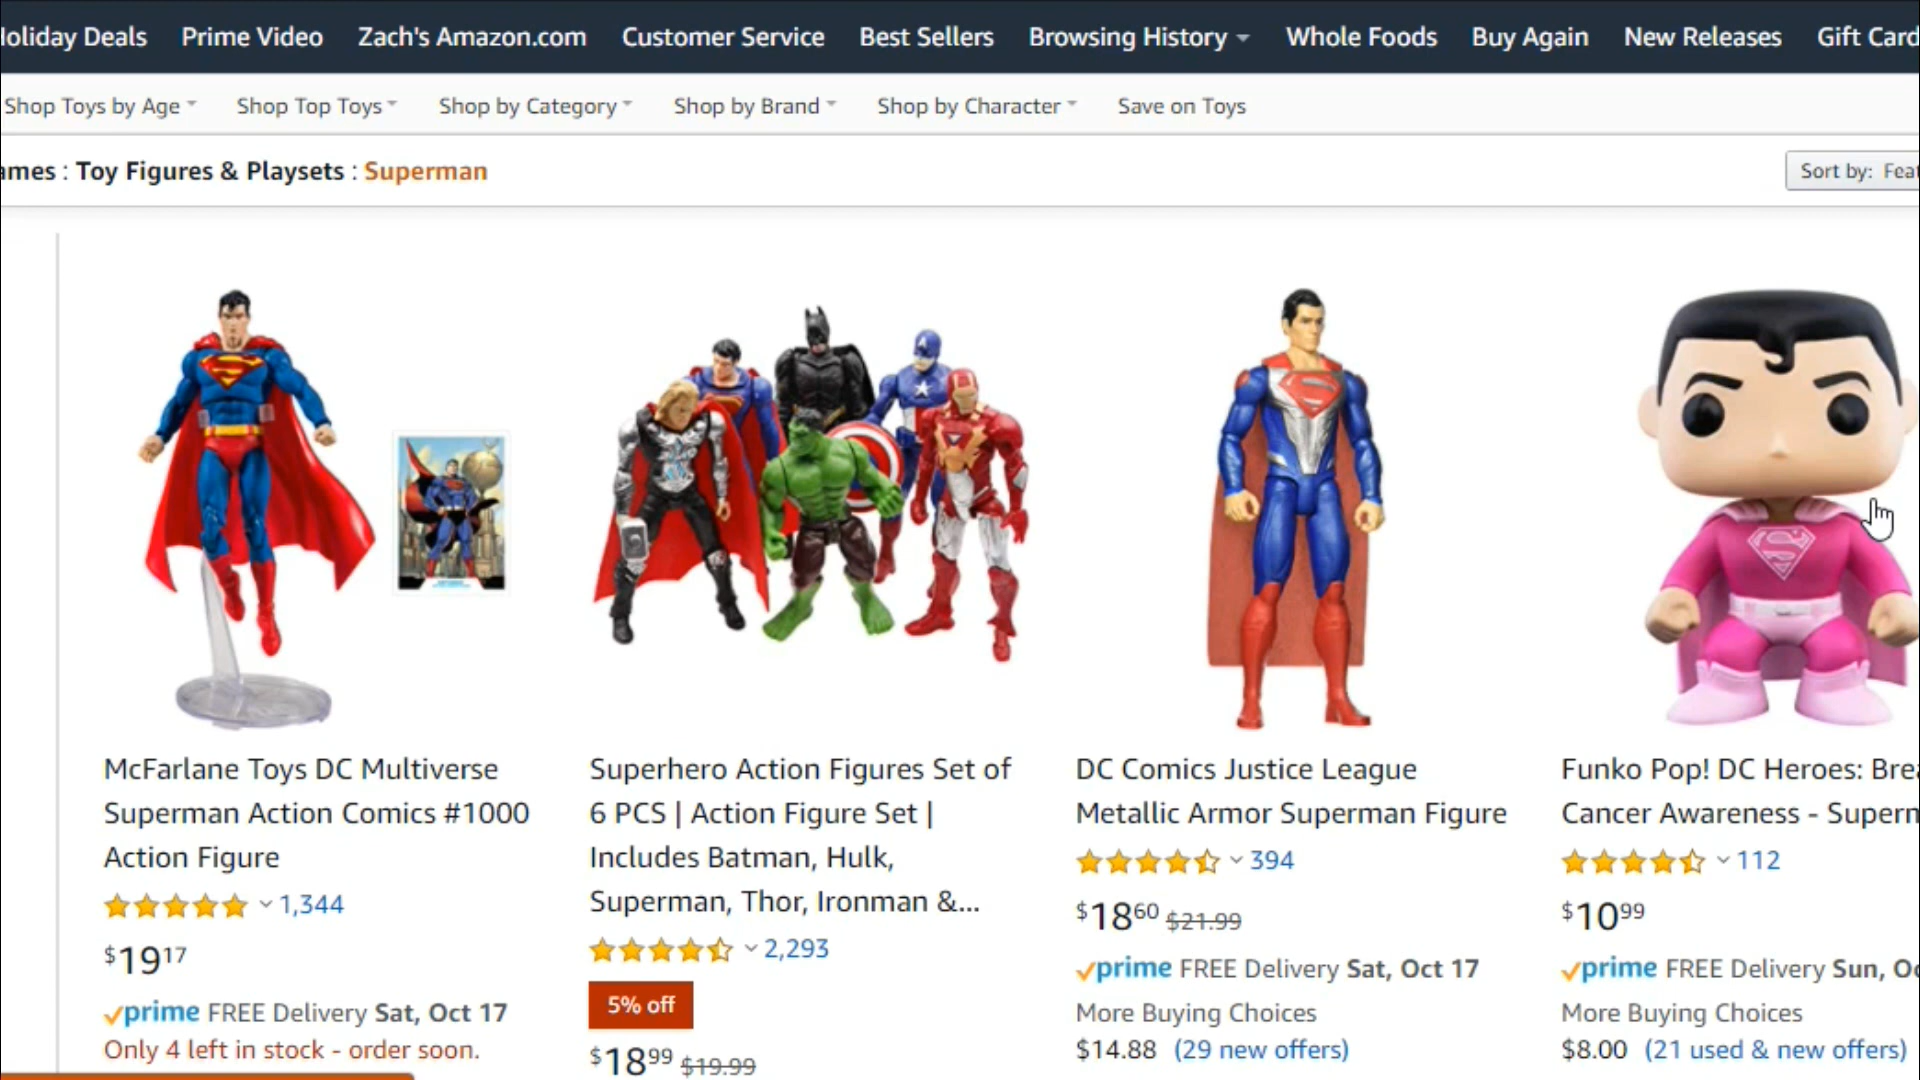 Holiday Deals Prime Video Zach's Amazon.com Customer Service Best Sellers Browsing History Whole Foods Buy Again New Releases Gift Card
Shop Toys by Age Shop Top Toys Shop by Category Shop by Brand Shop by Character Save on Toys
ames : Toy Figures & Playsets : Superman
Sort by: Feat
McFarlane Toys DC Multiverse
Superman Action Comics #1000
Action Figure
1,344
$19 17
prime FREE Delivery Sat, Oct 17
Only 4 left in stock - order soon.
Superhero Action Figures Set of
6 PCS | Action Figure Set |
Includes Batman, Hulk,
Superman, Thor, Ironman &...
2,293
5% off
$18 99 $19.99
DC Comics Justice League
Metallic Armor Superman Figure
394
$18 60 $21.99
prime FREE Delivery Sat, Oct 17
More Buying Choices
$14.88 (29 new offers)
Funko Pop! DC Heroes: Brea
Cancer Awareness - Superm
112
$10 99
prime FREE Delivery Sun, Oc
More Buying Choices
$8.00 (21 used & new offers)